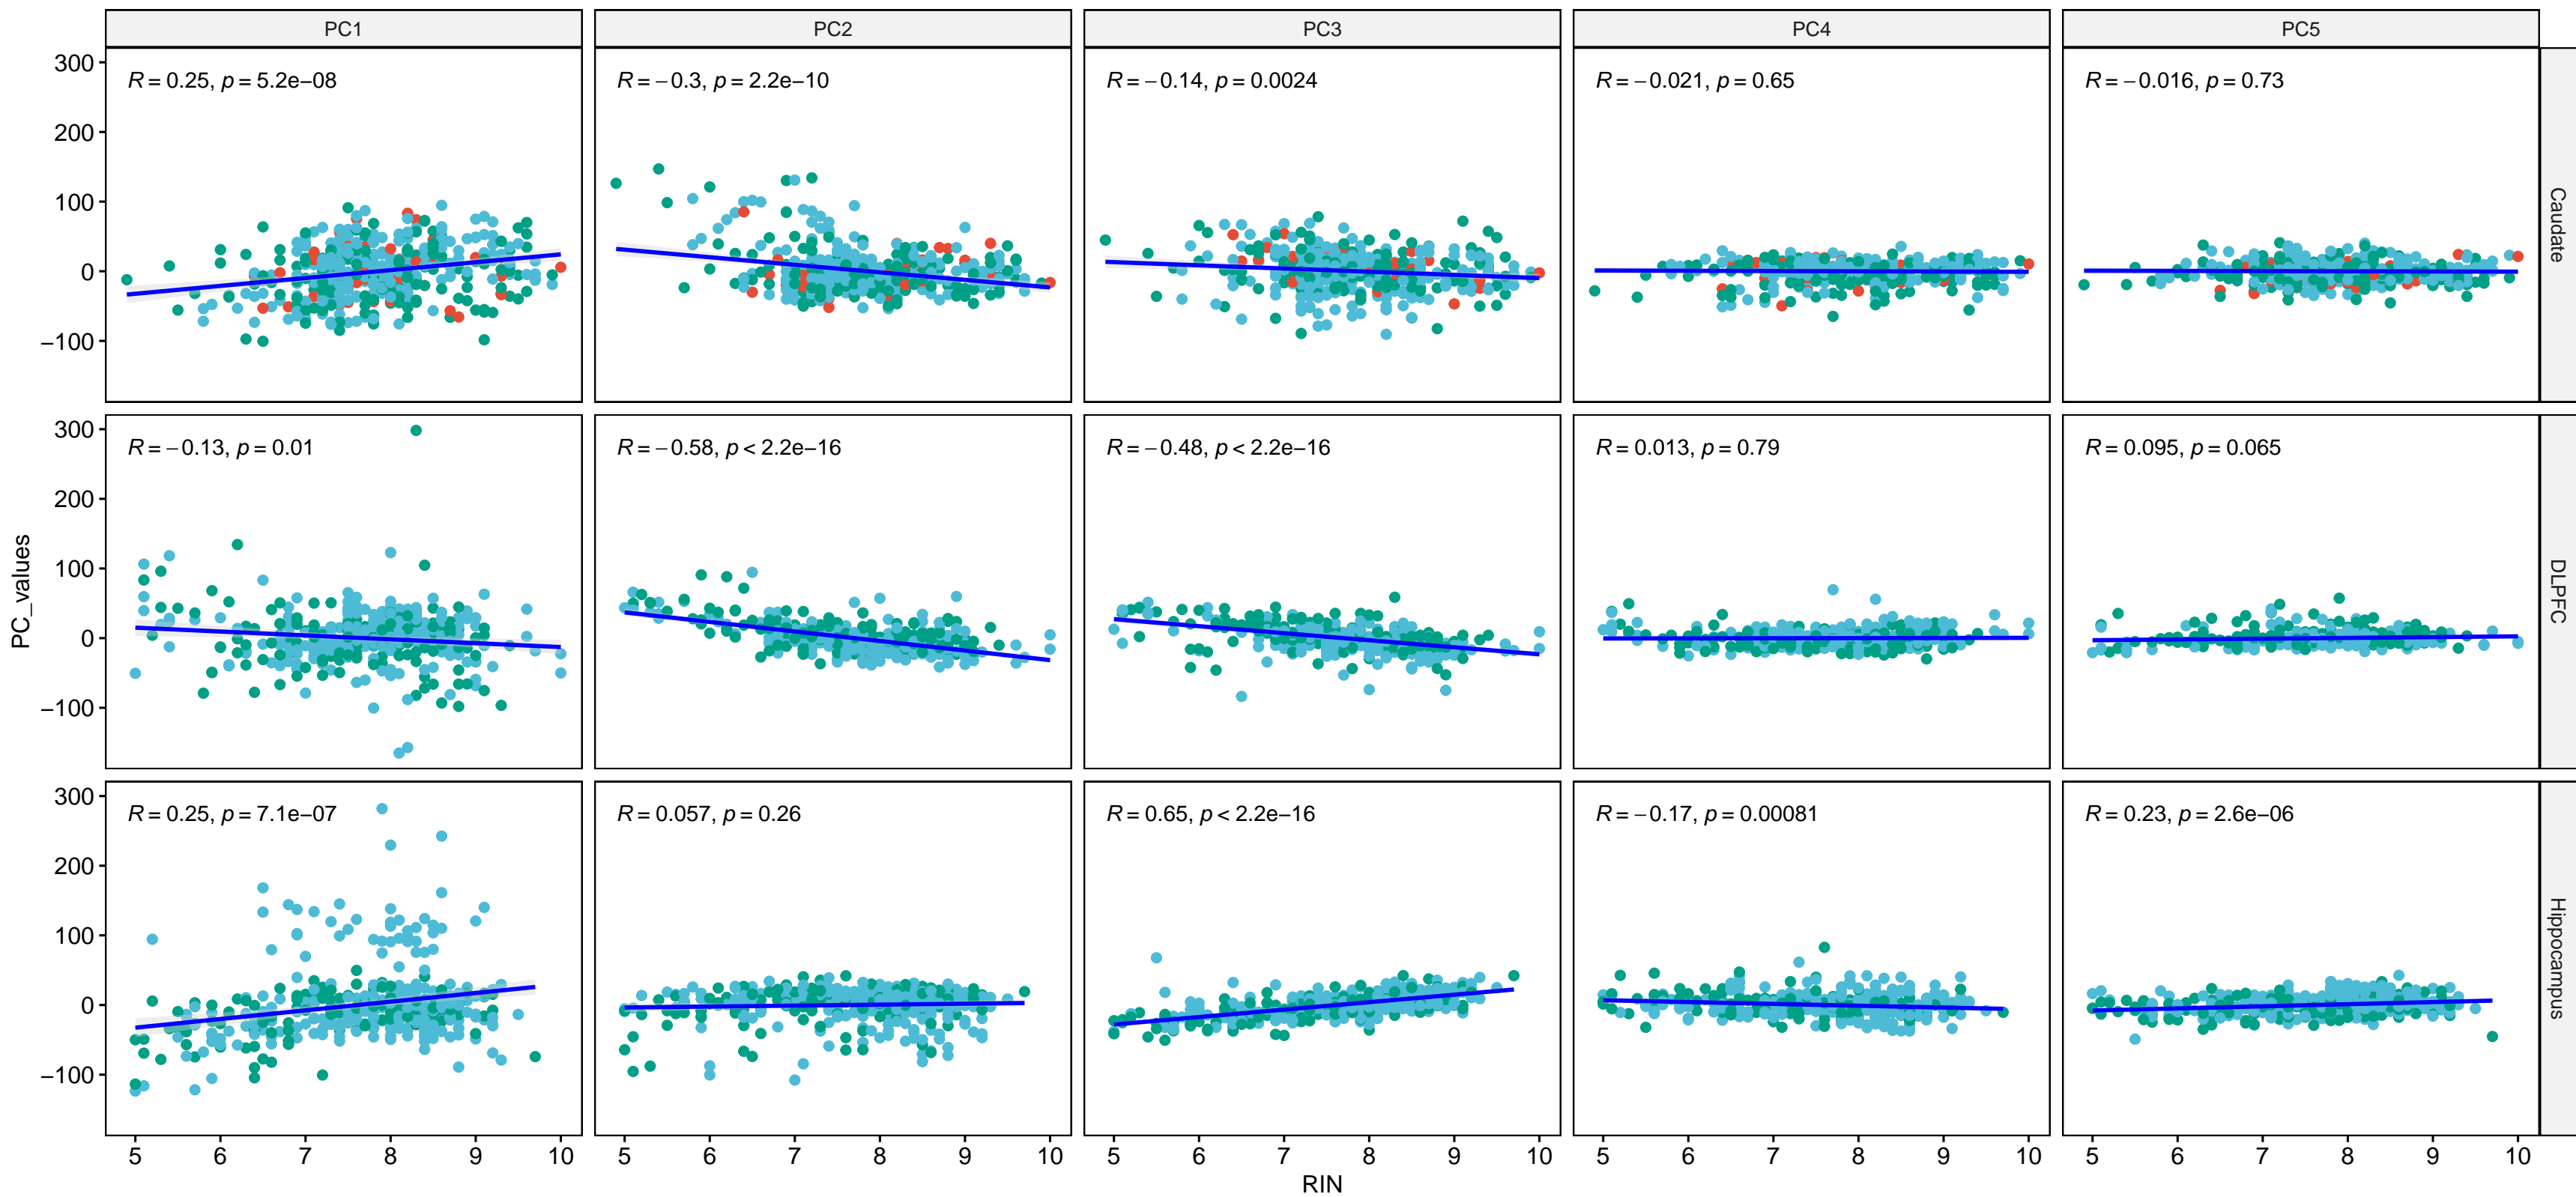 PC1 PC2 PC3 PC4 PC5
300
R = 0.25, p = 5.2e−08 R = −0.3, p = 2.2e−10 R = −0.14, p = 0.0024 R = −0.021, p = 0.65 R = −0.016, p = 0.73
200
100
0
−100
Caudate
300
R = −0.13, p = 0.01 R = −0.58, p < 2.2e−16 R = −0.48, p < 2.2e−16 R = 0.013, p = 0.79 R = 0.095, p = 0.065
200
100
0
−100
DLPFC
PC_values
300
R = 0.25, p = 7.1e−07 R = 0.057, p = 0.26 R = 0.65, p < 2.2e−16 R = −0.17, p = 0.00081 R = 0.23, p = 2.6e−06
200
100
0
−100
Hippocampus
5 6 7 8 9 10 5 6 7 8 9 10 5 6 7 8 9 10 5 6 7 8 9 10 5 6 7 8 9 10
RIN